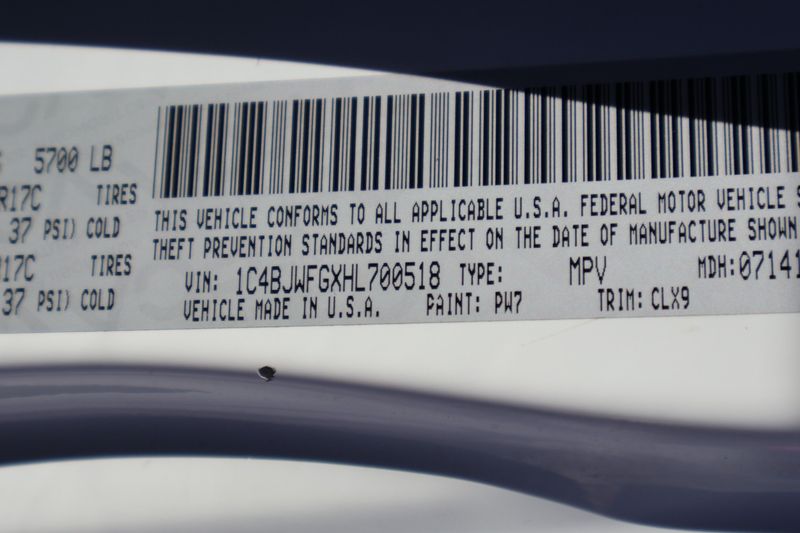 5700 LB
R17C TIRES
37 PSI) COLD
R17C TIRES
37 PSI) COLD
THIS VEHICLE CONFORMS TO ALL APPLICABLE U.S.A. FEDERAL MOTOR VEHICLE S
THEFT PREVENTION STANDARDS IN EFFECT ON THE DATE OF MANUFACTURE SHOWN
VIN: 1C4BJWFGXHL700518 TYPE: MPV MDH:07141
VEHICLE MADE IN U.S.A. PAINT: PW7 TRIM: CLX9